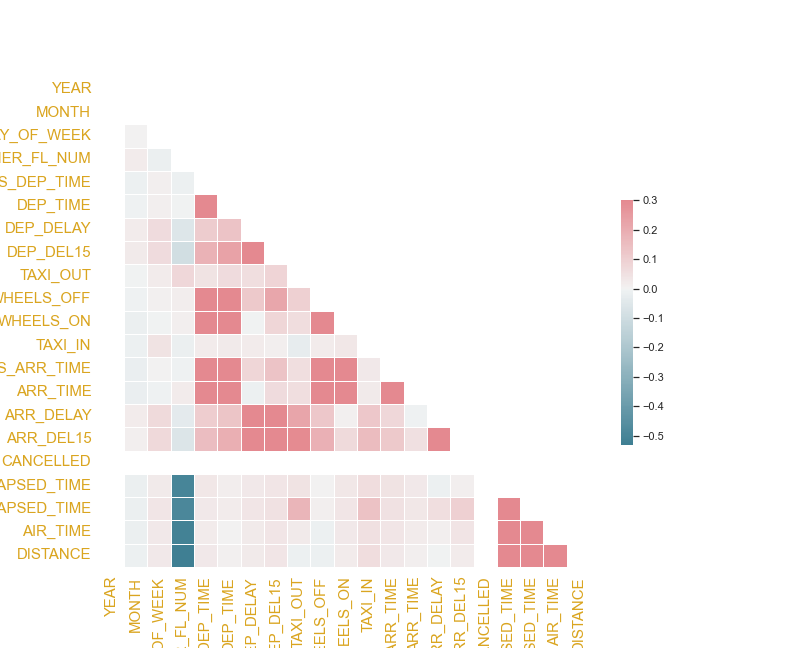 YEAR
MONTH
Y_OF_WEEK
IER_FL_NUM
S_DEP_TIME
DEP_TIME
DEP_DELAY
DEP_DEL15
TAXI_OUT
WHEELS_OFF
WHEELS_ON
TAXI_IN
S_ARR_TIME
ARR_TIME
ARR_DELAY
ARR_DEL15
CANCELLED
APSED_TIME
APSED_TIME
AIR_TIME
DISTANCE
0.3
0.2
0.1
0.0
−0.1
−0.2
−0.3
−0.4
−0.5
YEAR
MONTH
OF_WEEK
_FL_NUM
DEP_TIME
DEP_TIME
EP_DELAY
EP_DEL15
TAXI_OUT
EELS_OFF
EELS_ON
TAXI_IN
ARR_TIME
ARR_TIME
RR_DELAY
RR_DEL15
NCELLED
SED_TIME
SED_TIME
AIR_TIME
DISTANCE